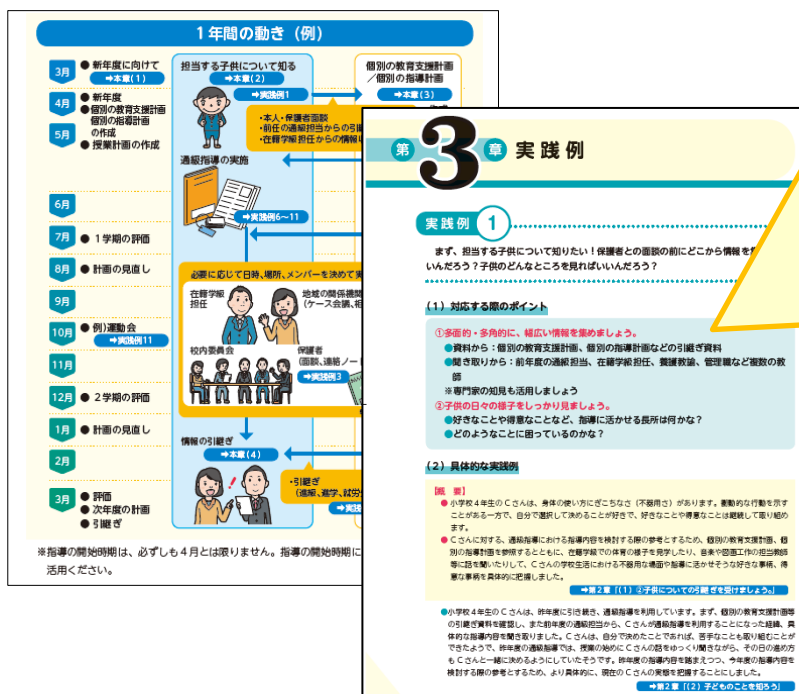 1年間の動き（例）
3月
● 新年度に向けて
➡本章(1)
4月
● 新年度
● 個別の教育支援計画
個別の指導計画
の作成
5月
● 授業計画の作成
6月
7月
● 1学期の評価
8月
● 計画の見直し
9月
10月
● 例)運動会
➡実践例11
11月
12月
● 2学期の評価
1月
● 計画の見直し
2月
3月
● 評価
● 次年度の計画
● 引継ぎ
担当する子供について知る
➡本章(2)
➡実践例1
個別の教育支援計画
／個別の指導計画
➡本章(3)
・本人・保護者面談
・前任の通級担当からの引継
・在籍学級担任からの情報
通級指導の実施
➡実践例6～11
必要に応じて日時、場所、メンバーを決めて実
在籍学級
担任
地域の関係機関
(ケース会議、相
校内委員会
保護者
(面談、連絡ノー
➡実践例3
情報の引継ぎ
➡本章(4)
・引継ぎ
(進級、進学、就労
➡実践
※指導の開始時期は、必ずしも4月とは限りません。指導の開始時期に
活用ください。
第3章 実践例
実践例 1
まず、担当する子供について知りたい！保護者との面談の前にどこから情報を
いんだろう？子供のどんなところを見ればいいんだろう？
(1) 対応する際のポイント
①多面的・多角的に、幅広い情報を集めましょう。
●資料から：個別の教育支援計画、個別の指導計画などの引継ぎ資料
●聞き取りから：前年度の通級担当、在籍学級担任、養護教諭、管理職など複数の教
師
※専門家の知見も活用しましょう
②子供の日々の様子をしっかり見ましょう。
●好きなことや得意なことなど、指導に活かせる長所は何かな？
●どのようなことに困っているのかな？
(2) 具体的な実践例
【概　要】
● 小学校4年生のCさんは、身体の使い方にぎこちなさ（不器用さ）があります。衝動的な行動を示す
ことがある一方で、自分で選択して決めることが好きで、好きなことや得意なことは継続して取り組め
ます。
● Cさんに対する、通級指導における指導内容を検討する際の参考とするため、個別の教育支援計画、個
別の指導計画を参照するとともに、在籍学級での体育の様子を見学したり、音楽や図画工作の担当教師
等に話を聞いたりして、Cさんの学校生活における不器用な場面や指導に活かせそうな好きな事柄、得
意な事柄を具体的に把握しました。
➡第2章「(1) ②子供についての引継ぎを受けましょう。」
●小学校4年生のCさんは、昨年度に引き続き、通級指導を利用しています。まず、個別の教育支援計画等
の引継ぎ資料を確認し、また前年度の通級担当から、Cさんが通級指導を利用することになった経緯、具
体的な指導内容を聞き取りました。Cさんは、自分で決めたことであれば、苦手なことも取り組むことが
できたようで、昨年度の通級指導では、授業の始めにCさんの話をゆっくり聞きながら、その日の進め方
もCさんと一緒に決めるようにしていたそうです。昨年度の指導内容を踏まえつつ、今年度の指導内容を
検討する際の参考とするため、より具体的に、現在のCさんの実態を把握することにしました。
➡第2章「(2) 子どものことを知ろう」